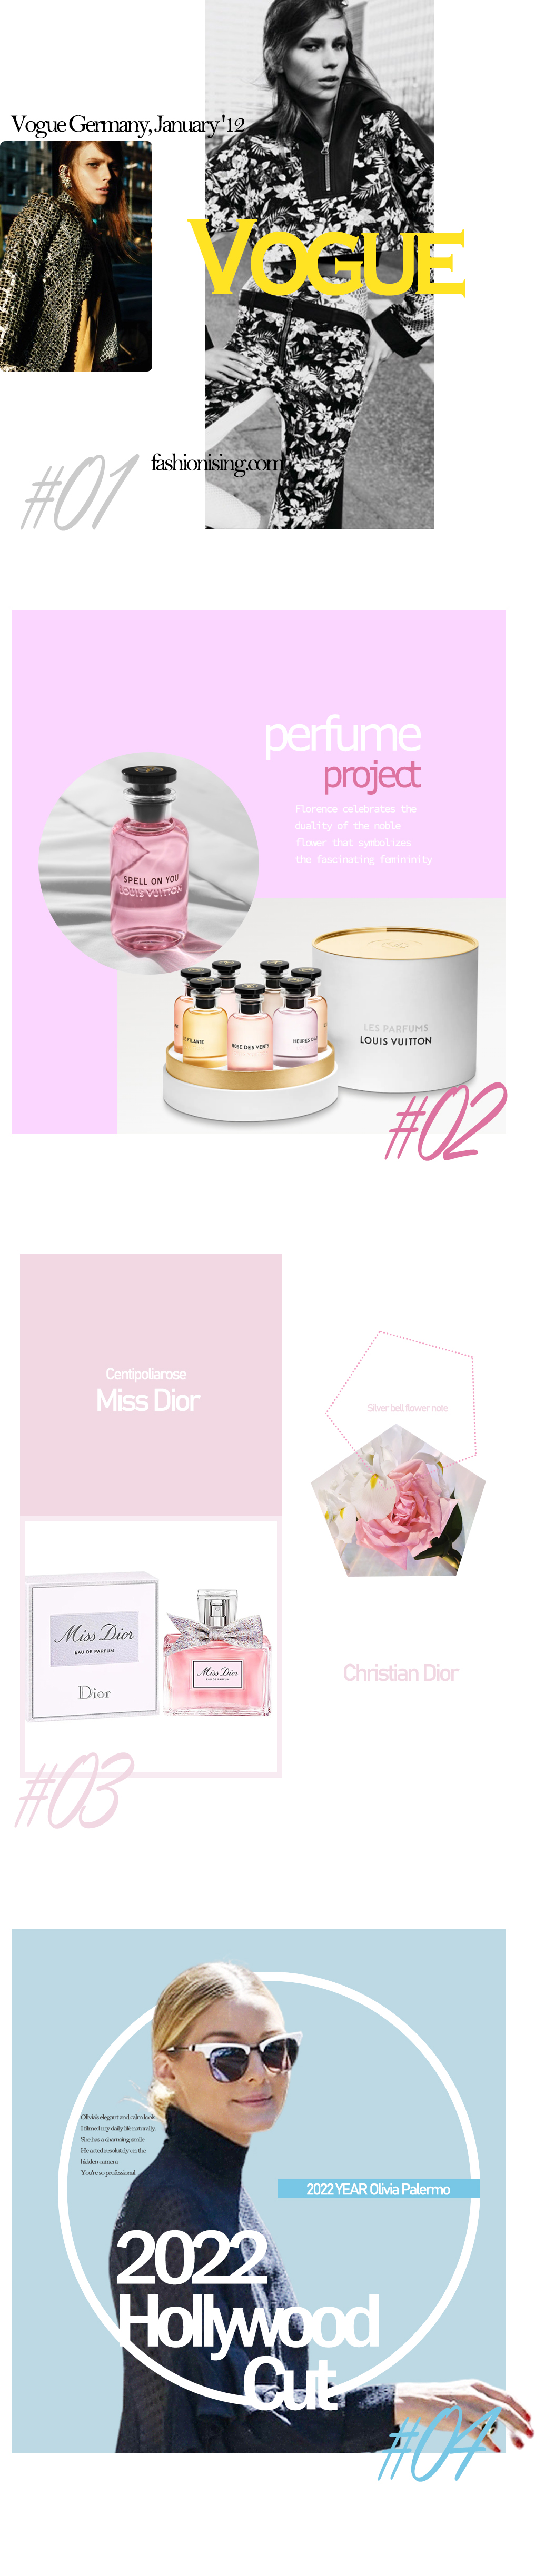 Vogue Germany, January '12
VOGUE
fashionising.com
#01
perfume
project
Florence celebrates the
duality of the noble
flower that symbolizes
the fascinating femininity
SPELL ON YOU
LOUIS VUITTON
ROSE DES VENTS
LES PARFUMS
LOUIS VUITTON
#02
Centipoliarose
Miss Dior
Silver bell flower note
Miss Dior
EAU DE PARFUM
Dior
Miss Dior
EAU DE PARFUM
Christian Dior
#03
Olivia's elegant and calm look
I filmed my daily life naturally.
She has a charming smile
He acted resolutely on the
hidden camera
You're so professional
2022 YEAR Olivia Palermo
2022
Hollywood
Cut
#04